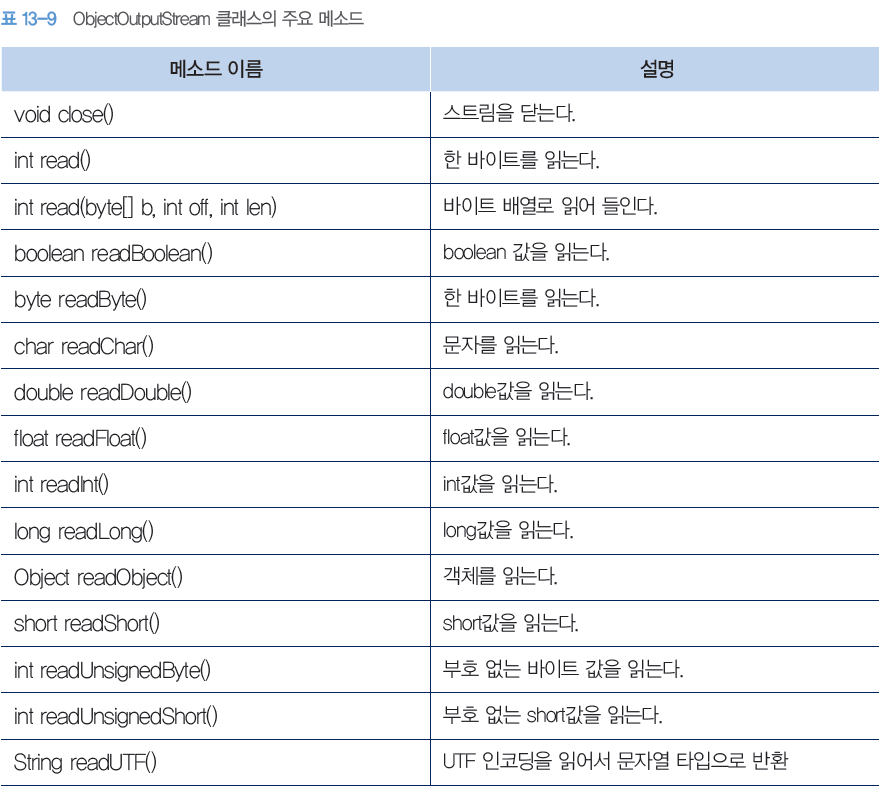 표 13-9 ObjectOutputStream 클래스의 주요 메소드
메소드 이름 설명
void close() 스트림을 닫는다.
int read() 한 바이트를 읽는다.
int read(byte[] b, int off, int len) 바이트 배열로 읽어 들인다.
boolean readBoolean() boolean 값을 읽는다.
byte readByte() 한 바이트를 읽는다.
char readChar() 문자를 읽는다.
double readDouble() double값을 읽는다.
float readFloat() float값을 읽는다.
int readInt() int값을 읽는다.
long readLong() long값을 읽는다.
Object readObject() 객체를 읽는다.
short readShort() short값을 읽는다.
int readUnsignedByte() 부호 없는 바이트 값을 읽는다.
int readUnsignedShort() 부호 없는 short값을 읽는다.
String readUTF() UTF 인코딩을 읽어서 문자열 타입으로 반환